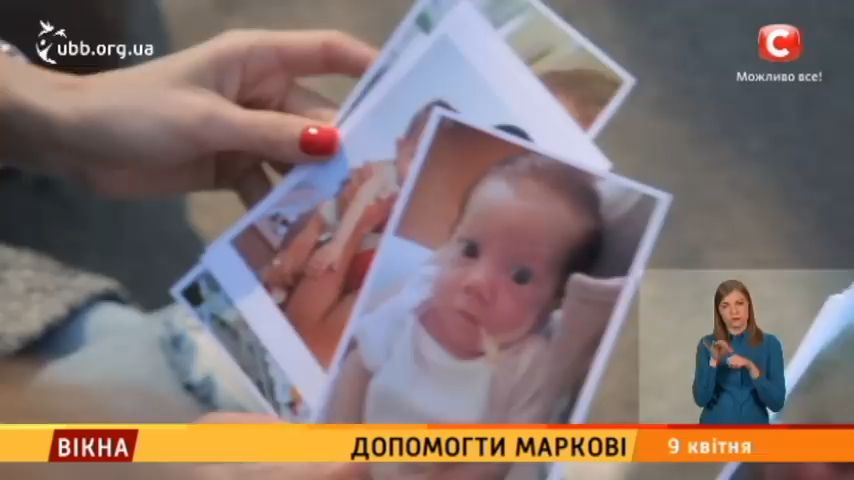 ubb.org.ua
Можливо все!
ВІКНА
ДОПОМОГТИ МАРКОВІ
9 квітня